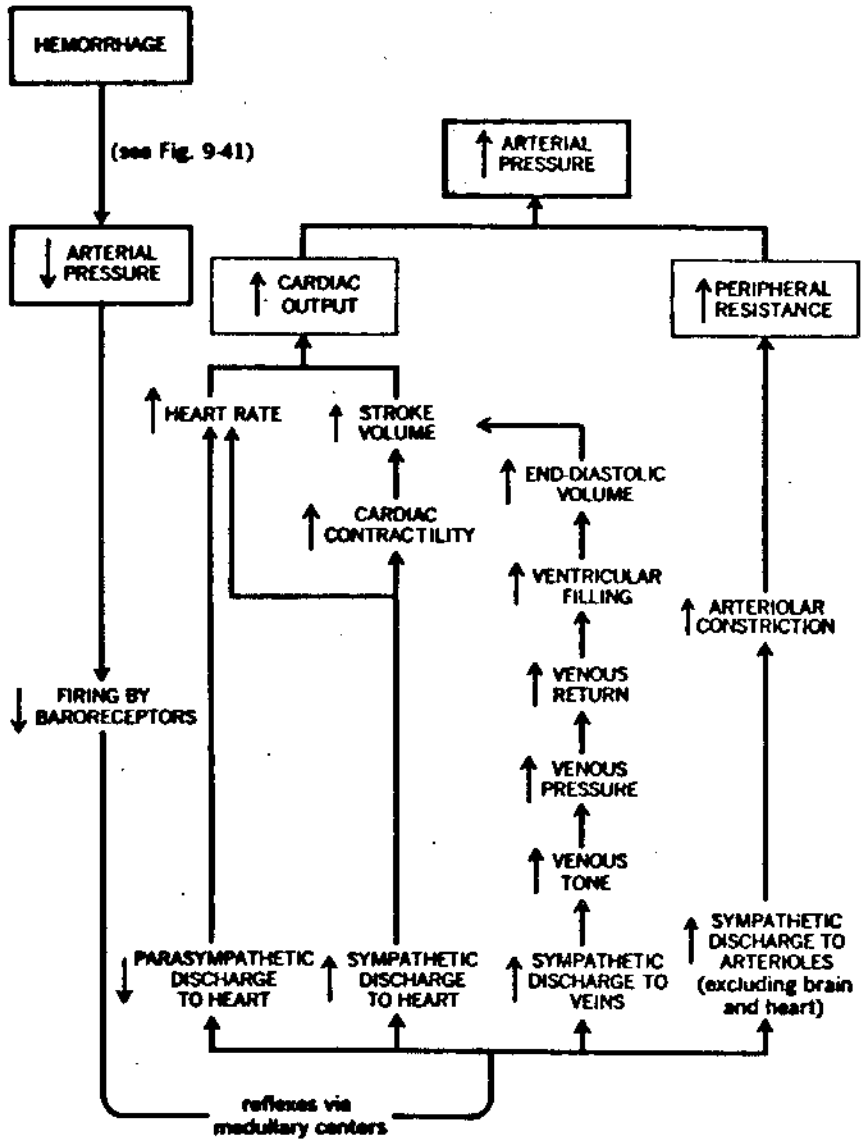 HEMORRHAGE
(see Fig. 9-41)
↓ ARTERIAL
PRESSURE
↑ ARTERIAL
PRESSURE
↑ CARDIAC
OUTPUT
↑ PERIPHERAL
RESISTANCE
↑ HEART RATE
↑ STROKE
VOLUME
↑ CARDIAC
CONTRACTILITY
↑ END-DIASTOLIC
VOLUME
↑ VENTRICULAR
FILLING
↑ VENOUS
RETURN
↑ VENOUS
PRESSURE
↑ VENOUS
TONE
↑ ARTERIOLAR
CONSTRICTION
↓ FIRING BY
BARORECEPTORS
↓ PARASYMPATHETIC
DISCHARGE
TO HEART
↑ SYMPATHETIC
DISCHARGE
TO HEART
↑ SYMPATHETIC
DISCHARGE TO
VEINS
↑ SYMPATHETIC
DISCHARGE TO
ARTERIOLES
(excluding brain
and heart)
reflexes via
medullary centers